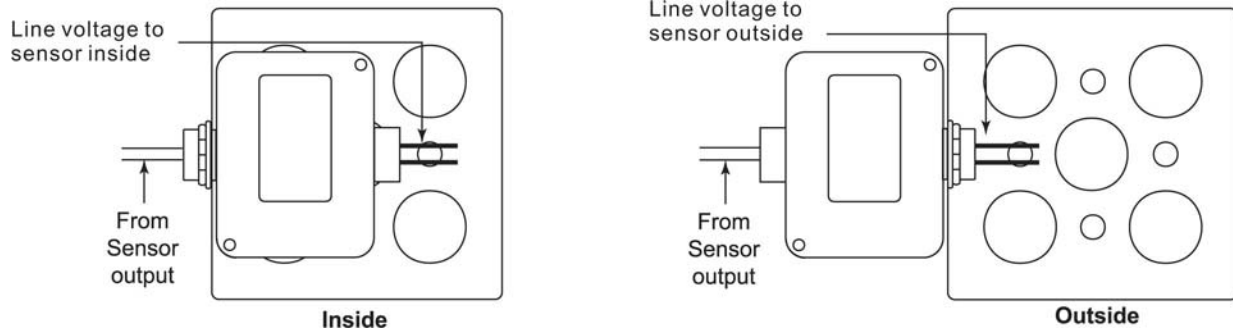 Line voltage to
sensor inside
From
Sensor
output
Inside
Line voltage to
sensor outside
From
Sensor
output
Outside